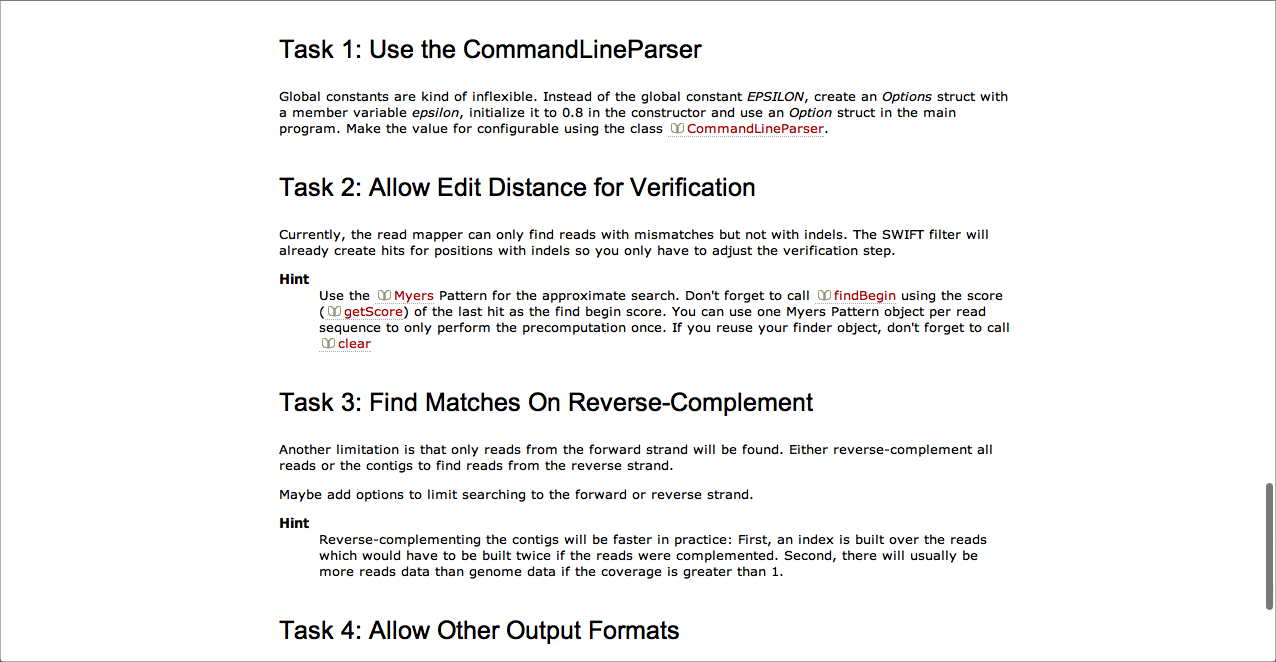 Task 1: Use the CommandLineParser
Global constants are kind of inflexible. Instead of the global constant EPSILON, create an Options struct with
a member variable epsilon, initialize it to 0.8 in the constructor and use an Option struct in the main
program. Make the value for configurable using the class CommandLineParser.
Task 2: Allow Edit Distance for Verification
Currently, the read mapper can only find reads with mismatches but not with indels. The SWIFT filter will
already create hits for positions with indels so you only have to adjust the verification step.
Hint
Use the Myers Pattern for the approximate search. Don't forget to call findBegin using the score
(getScore) of the last hit as the find begin score. You can use one Myers Pattern object per read
sequence to only perform the precomputation once. If you reuse your finder object, don't forget to call
clear
Task 3: Find Matches On Reverse-Complement
Another limitation is that only reads from the forward strand will be found. Either reverse-complement all
reads or the contigs to find reads from the reverse strand.
Maybe add options to limit searching to the forward or reverse strand.
Hint
Reverse-complementing the contigs will be faster in practice: First, an index is built over the reads
which would have to be built twice if the reads were complemented. Second, there will usually be
more reads data than genome data if the coverage is greater than 1.
Task 4: Allow Other Output Formats